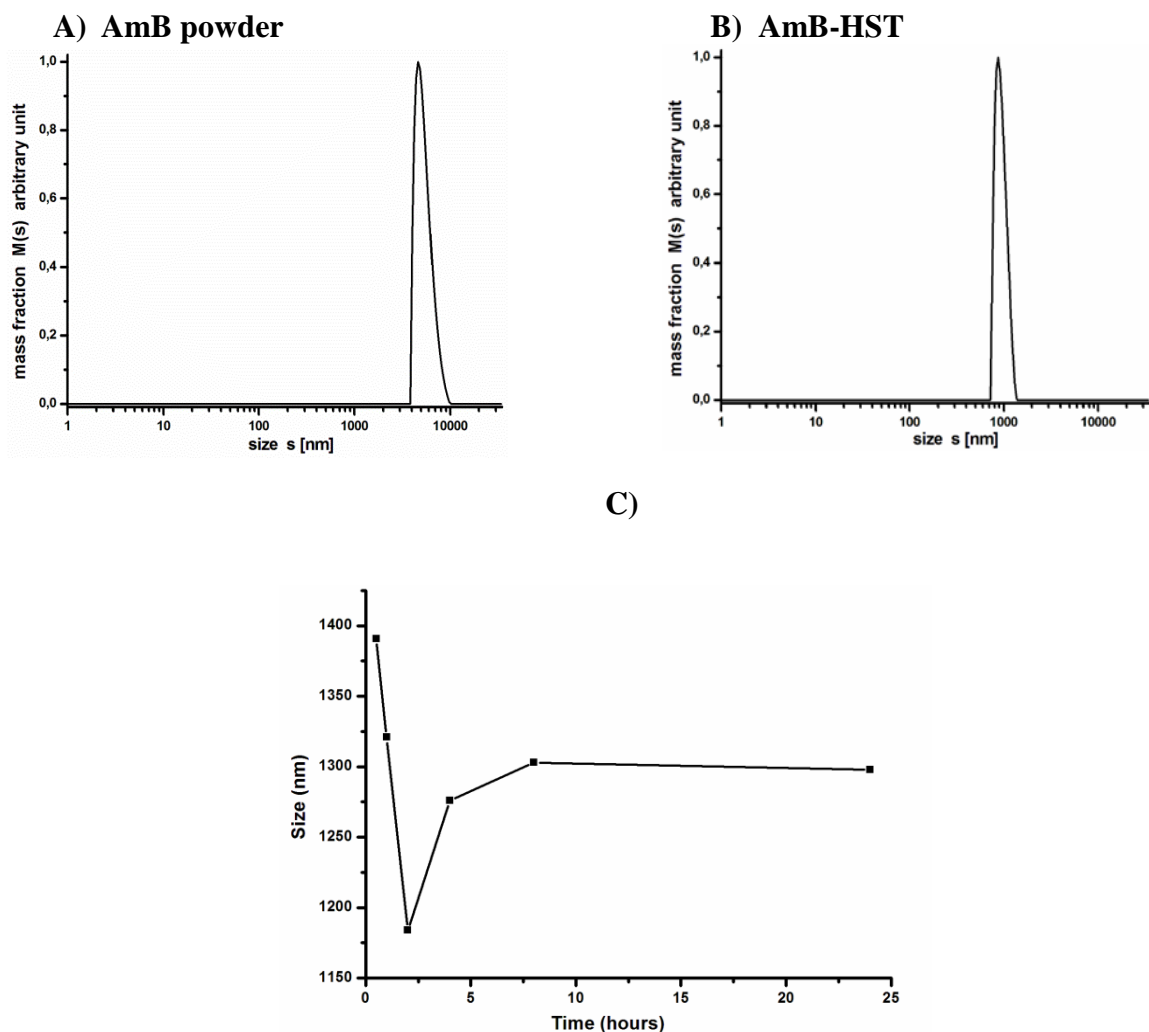 A) AmB powder
B) AmB-HST
mass fraction M(s) arbitrary unit
1,0
0,8
0,6
0,4
0,2
0,0
1 10 100 1000 10000
size s [nm]
mass fraction M(s) arbitrary unit
1,0
0,8
0,6
0,4
0,2
0,0
1 10 100 1000 10000
size s [nm]
C)
Size (nm)
1400
1350
1300
1250
1200
1150
0 5 10 15 20 25
Time (hours)